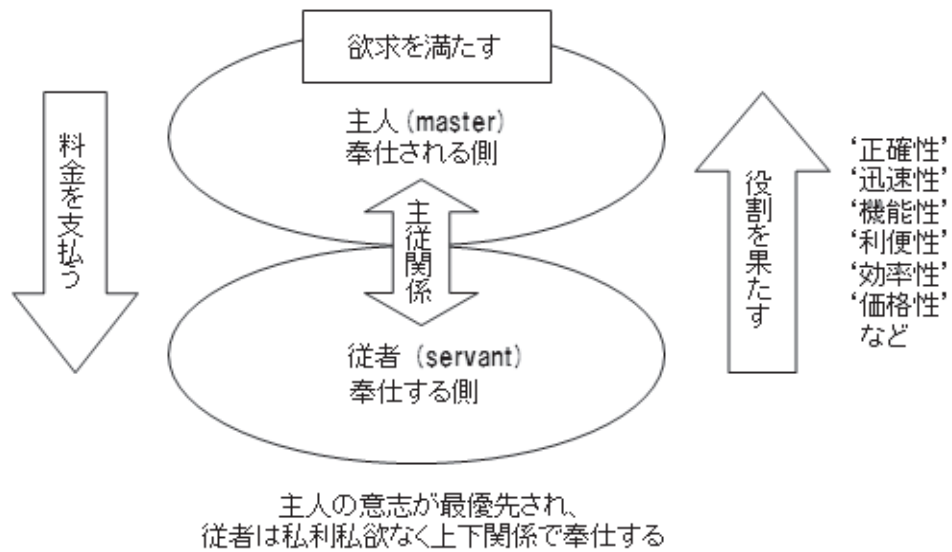 欲求を満たす
主人（master）
奉仕される側
料金を支払う
主従関係
役割を果たす
‘正確性’
‘迅速性’
‘機能性’
‘利便性’
‘効率性’
‘価格性’
など
従者（servant）
奉仕する側
主人の意志が最優先され、
従者は私利私欲なく上下関係で奉仕する